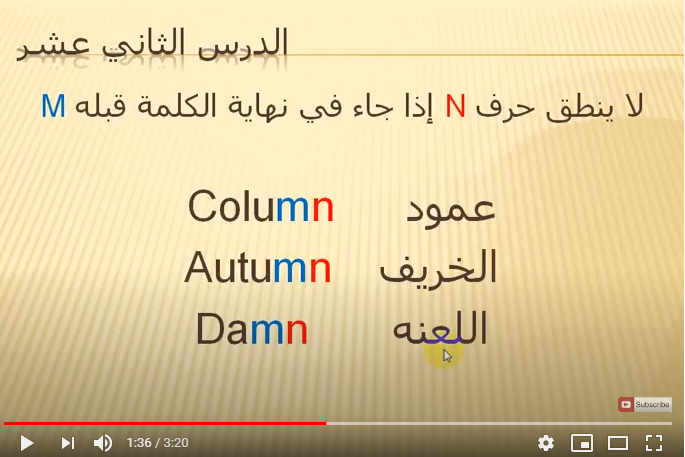 الدرس الثاني عشر
لا ينطق حرف N إذا جاء في نهاية الكلمة قبله M
Column عمود
Autumn الخريف
Damn اللعنه
Subscribe
1:36 / 3:20